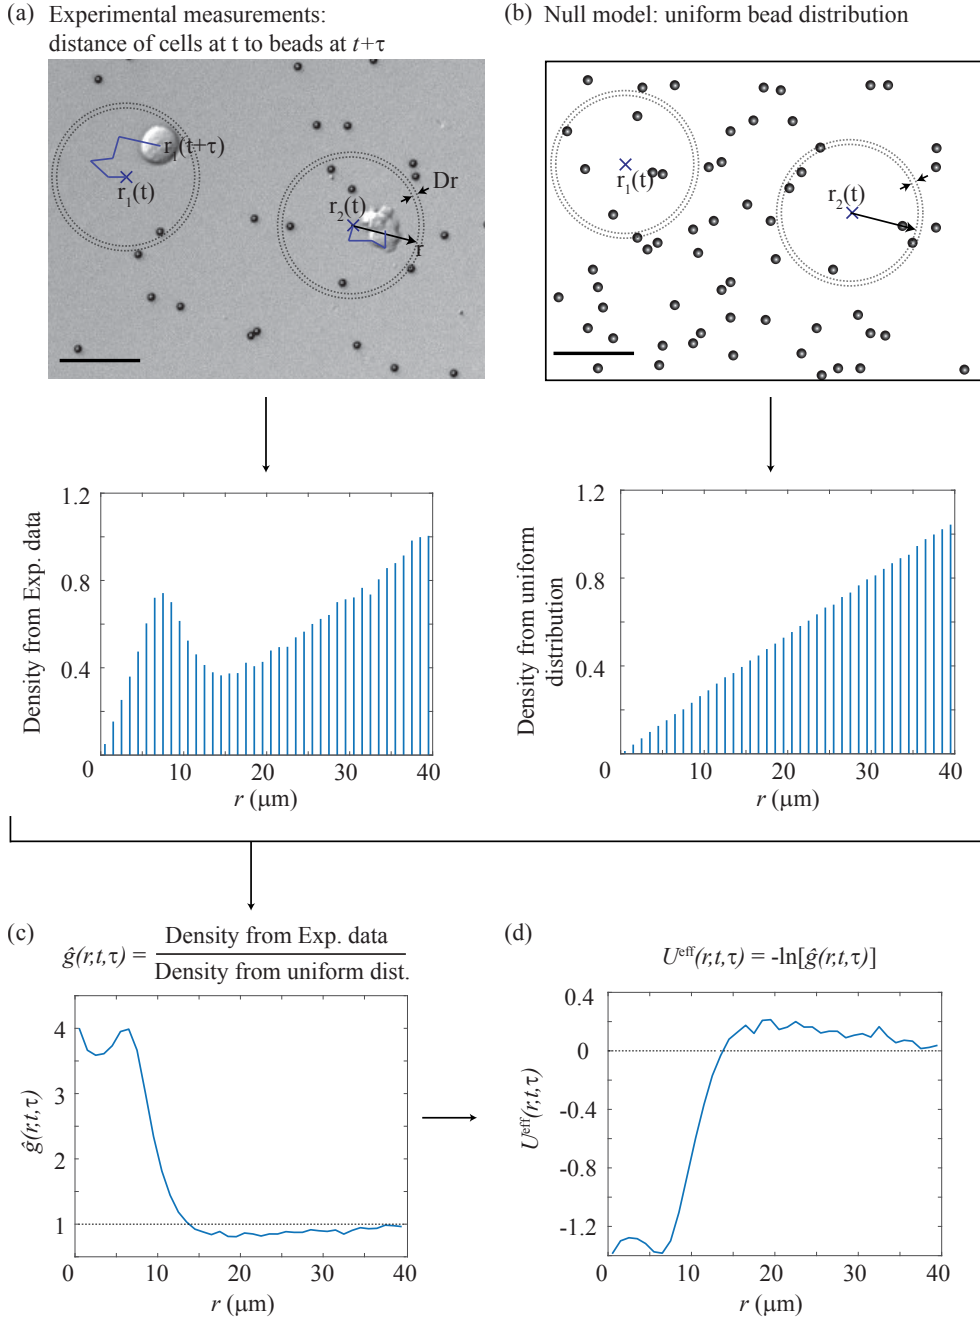 (a) Experimental measurements:
distance of cells at t to beads at t+τ
(b) Null model: uniform bead distribution
r₁(t+τ)
r₁(t)
r₂(t)
Dr
r
r₁(t)
r₂(t)
1.2
0.8
0.4
0 10 20 30 40
Density from Exp. data
r (μm)
1.2
0.8
0.4
0 10 20 30 40
Density from uniform
distribution
r (μm)
(c)
ĝ(r,t,τ) = Density from Exp. data
Density from uniform dist.
4
3
2
1
0 10 20 30 40
ĝ(r,t,τ)
r (μm)
(d)
Uᵉᶠᶠ(r,t,τ) = -ln[ĝ(r,t,τ)]
0.4
0
-0.4
-0.8
-1.2
0 10 20 30 40
Uᵉᶠᶠ(r,t,τ)
r (μm)